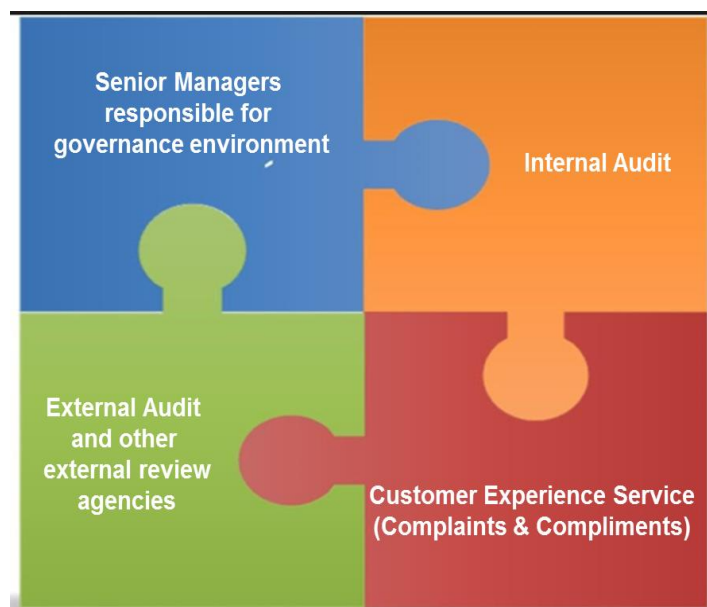 Senior Managers
responsible for
governance environment
Internal Audit
External Audit
and other
external review
agencies
Customer Experience Service
(Complaints & Compliments)